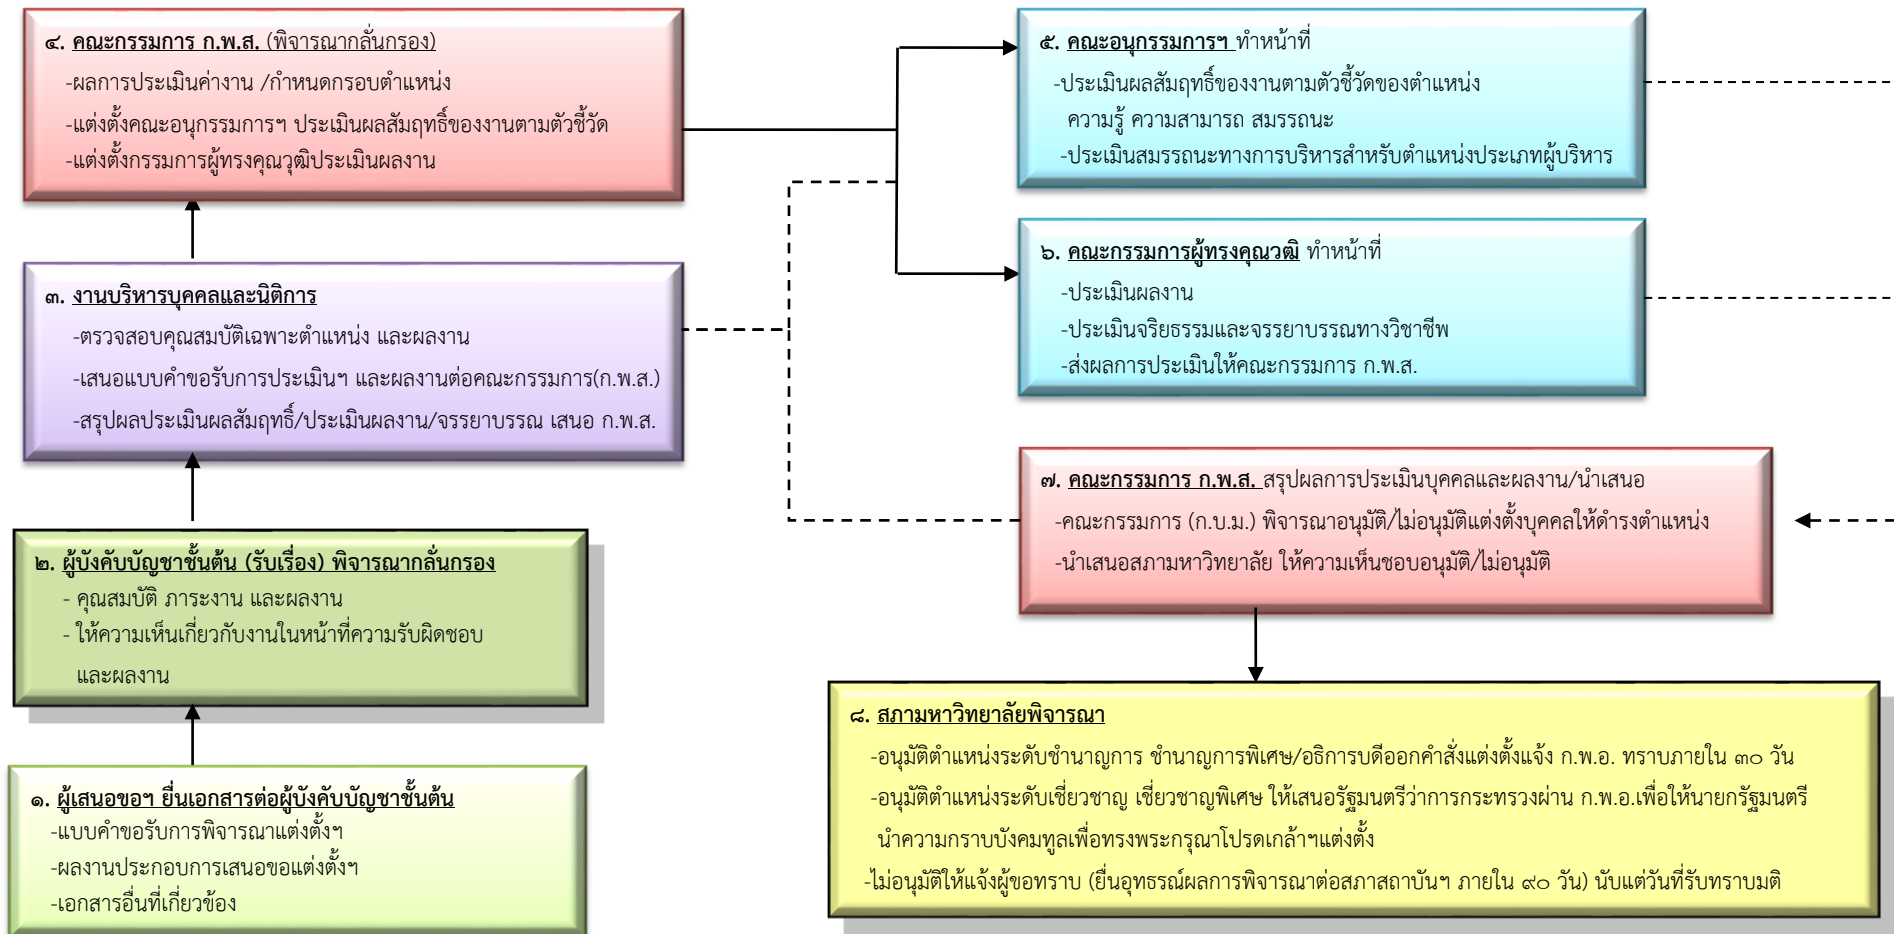 ๔. คณะกรรมการ ก.พ.ส. (พิจารณากลั่นกรอง)
-ผลการประเมินค่างาน /กำหนดกรอบตำแหน่ง
-แต่งตั้งคณะอนุกรรมการฯ ประเมินผลสัมฤทธิ์ของงานตามตัวชี้วัด
-แต่งตั้งกรรมการผู้ทรงคุณวุฒิประเมินผลงาน
๓. งานบริหารบุคคลและนิติการ
-ตรวจสอบคุณสมบัติเฉพาะตำแหน่ง และผลงาน
-เสนอแบบคำขอรับการประเมินฯ และผลงานต่อคณะกรรมการ(ก.พ.ส.)
-สรุปผลประเมินผลสัมฤทธิ์/ประเมินผลงาน/จรรยาบรรณ เสนอ ก.พ.ส.
๒. ผู้บังคับบัญชาชั้นต้น (รับเรื่อง) พิจารณากลั่นกรอง
- คุณสมบัติ ภาระงาน และผลงาน
- ให้ความเห็นเกี่ยวกับงานในหน้าที่ความรับผิดชอบ
และผลงาน
๑. ผู้เสนอขอฯ ยื่นเอกสารต่อผู้บังคับบัญชาชั้นต้น
-แบบคำขอรับการพิจารณาแต่งตั้งฯ
-ผลงานประกอบการเสนอขอแต่งตั้งฯ
-เอกสารอื่นที่เกี่ยวข้อง
๕. คณะอนุกรรมการฯ ทำหน้าที่
-ประเมินผลสัมฤทธิ์ของงานตามตัวชี้วัดของตำแหน่ง
ความรู้ ความสามารถ สมรรถนะ
-ประเมินสมรรถนะทางการบริหารสำหรับตำแหน่งประเภทผู้บริหาร
๖. คณะกรรมการผู้ทรงคุณวฒิ ทำหน้าที่
-ประเมินผลงาน
-ประเมินจริยธรรมและจรรยาบรรณทางวิชาชีพ
-ส่งผลการประเมินให้คณะกรรมการ ก.พ.ส.
๗. คณะกรรมการ ก.พ.ส. สรุปผลการประเมินบุคคลและผลงาน/นำเสนอ
-คณะกรรมการ (ก.บ.ม.) พิจารณาอนุมัติ/ไม่อนุมัติแต่งตั้งบุคคลให้ดำรงตำแหน่ง
-นำเสนอสภามหาวิทยาลัย ให้ความเห็นชอบอนุมัติ/ไม่อนุมัติ
๘. สภามหาวิทยาลัยพิจารณา
-อนุมัติตำแหน่งระดับชำนาญการ ชำนาญการพิเศษ/อธิการบดีออกคำสั่งแต่งตั้งแจ้ง ก.พ.อ. ทราบภายใน ๓๐ วัน
-อนุมัติตำแหน่งระดับเชี่ยวชาญ เชี่ยวชาญพิเศษ ให้เสนอรัฐมนตรีว่าการกระทรวงผ่าน ก.พ.อ.เพื่อให้นายกรัฐมนตรี
นำความกราบบังคมทูลเพื่อทรงพระกรุณาโปรดเกล้าฯแต่งตั้ง
-ไม่อนุมัติให้แจ้งผู้ขอทราบ (ยื่นอุทธรณ์ผลการพิจารณาต่อสภาสถาบันฯ ภายใน ๙๐ วัน) นับแต่วันที่รับทราบมติ